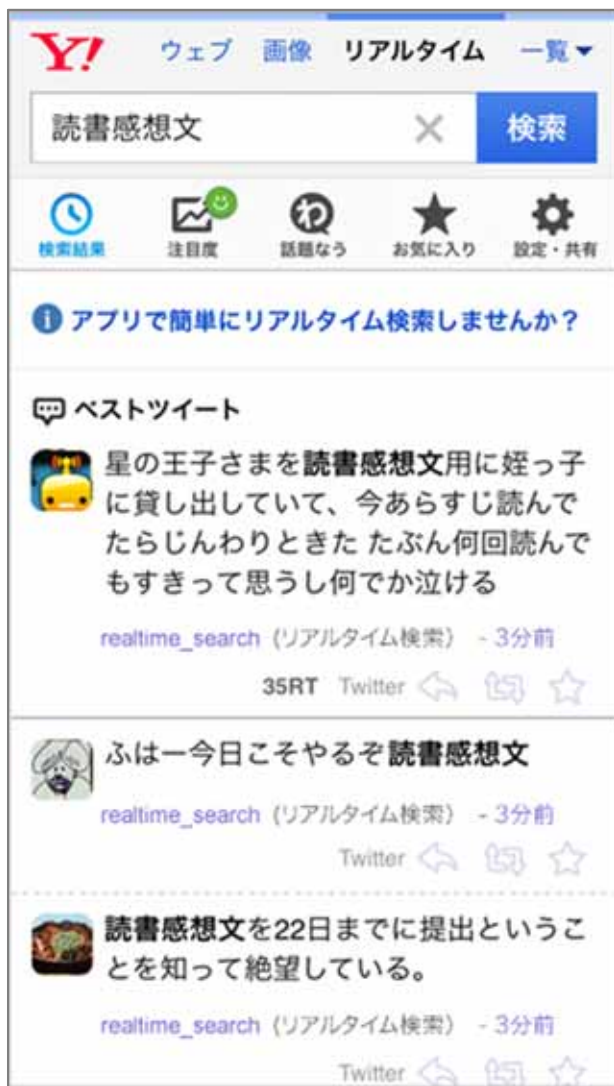 Y! ウェブ 画像 リアルタイム 一覧
読書感想文 検索
検索結果 注目度 話題なう お気に入り 設定・共有
アプリで簡単にリアルタイム検索しませんか？
ベストツイート
星の王子さまを読書感想文用に姪っ子
に貸し出していて、今あらすじ読んで
たらじんわりときた たぶん何回読んで
もすきって思うし何でか泣ける
realtime_search (リアルタイム検索) - 3分前
35RT Twitter
ふはー今日こそやるぞ読書感想文
realtime_search (リアルタイム検索) - 3分前
Twitter
読書感想文を22日までに提出というこ
とを知って絶望している。
realtime_search (リアルタイム検索) - 3分前
Twitter